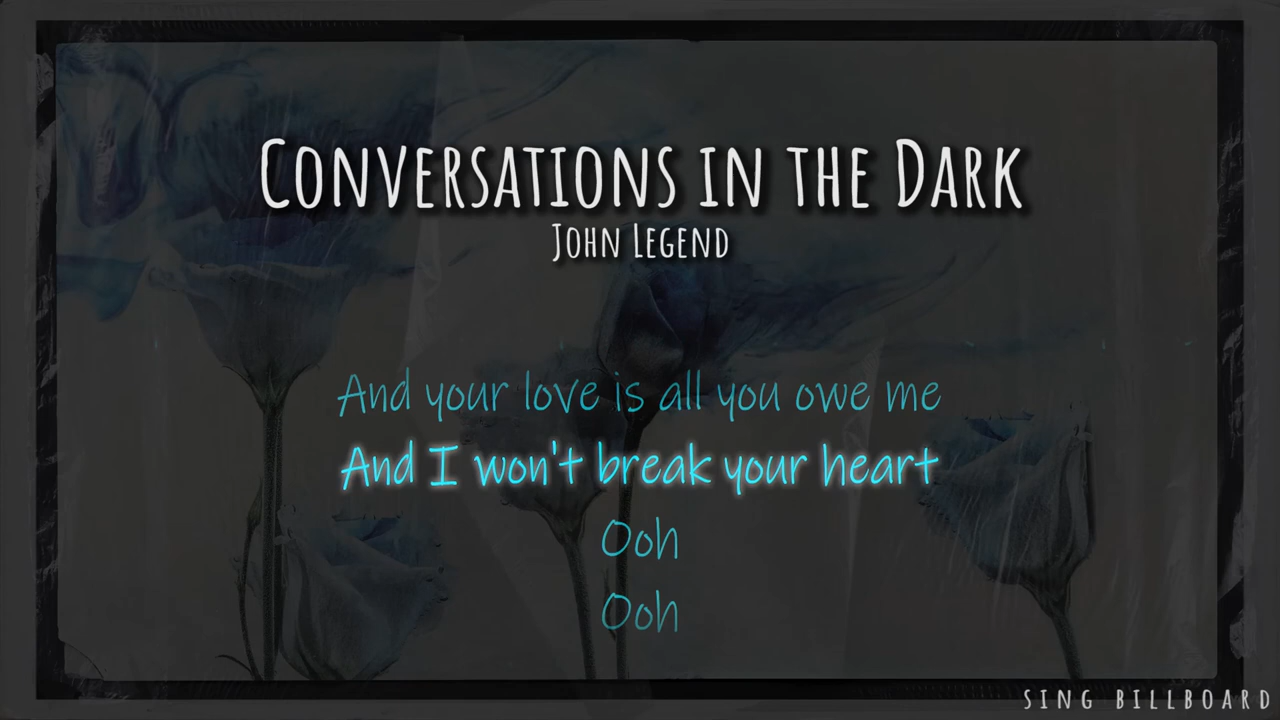 Conversations in the Dark
John Legend
And your love is all you owe me
And I won't break your heart
Ooh
Ooh
SING BILLBOARD